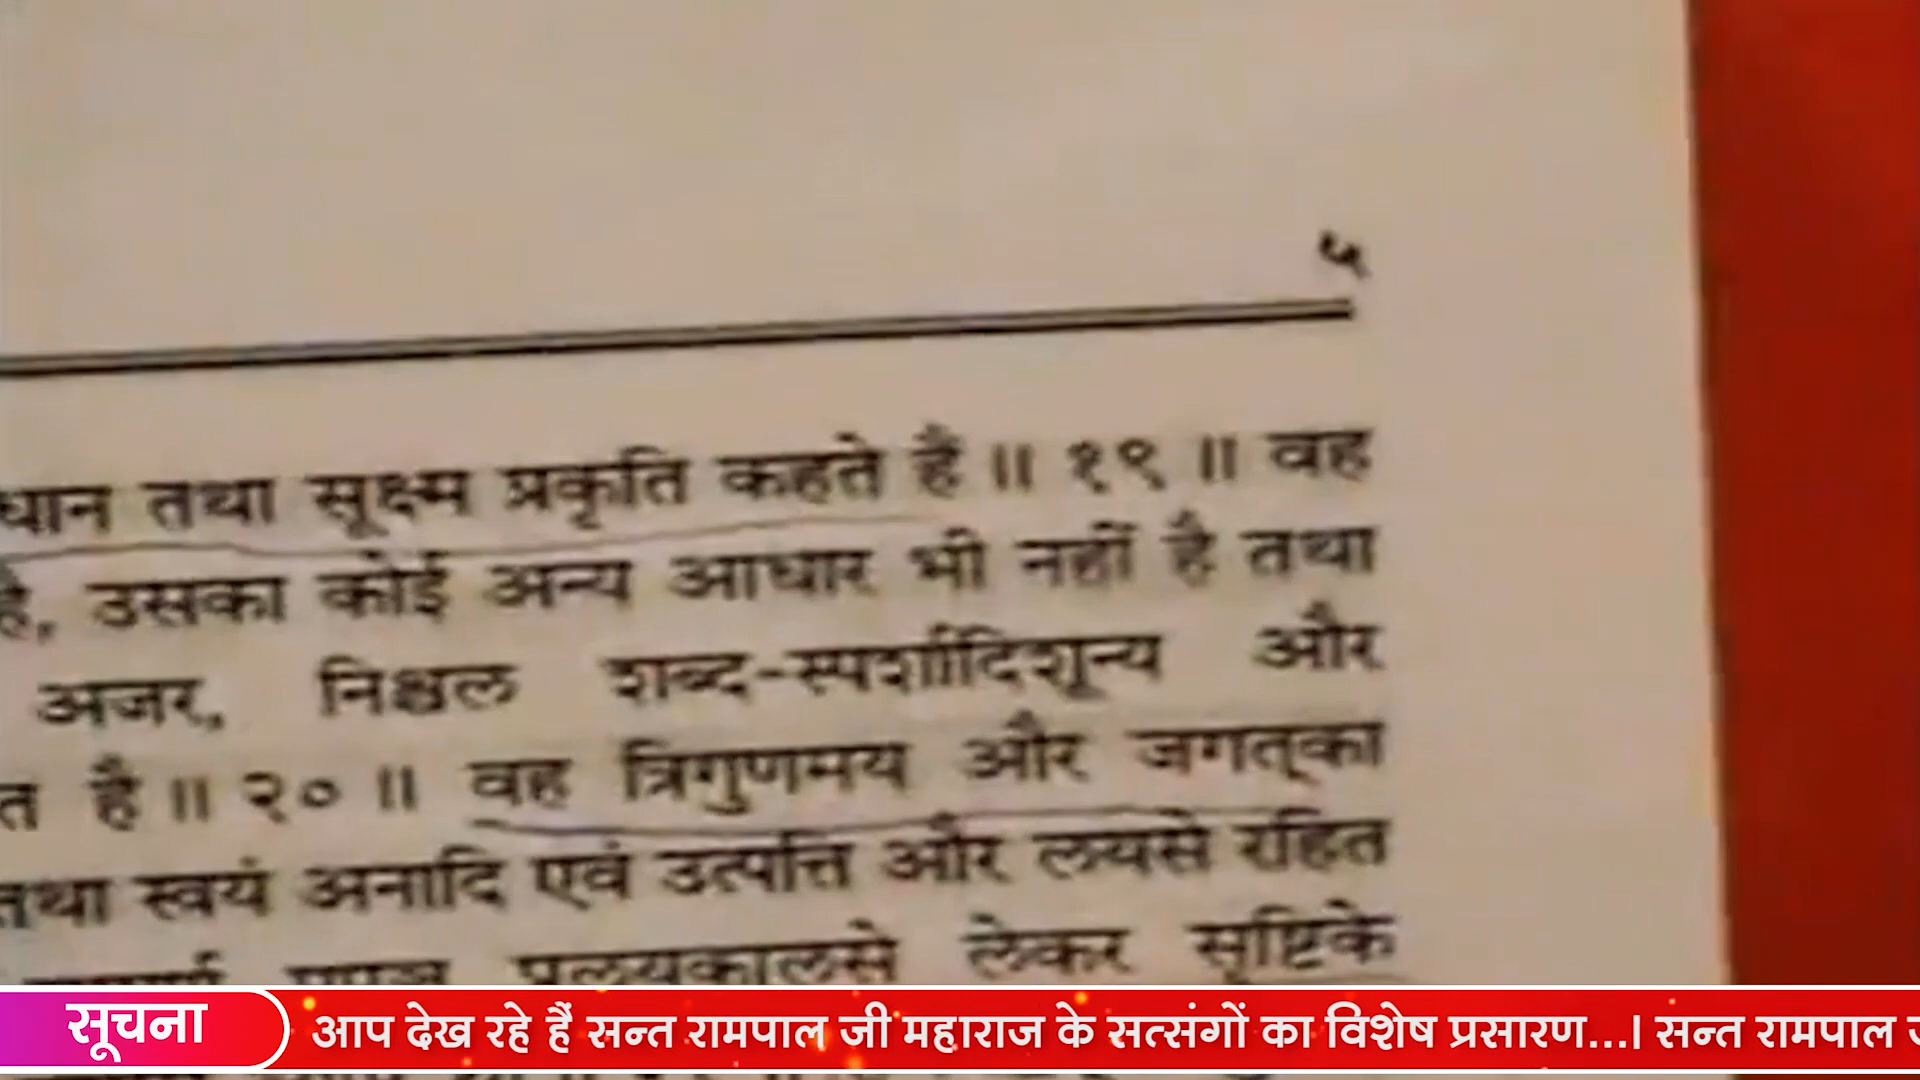 ५
धान तथा सूक्ष्म प्रकृति कहते हैं ॥ १९ ॥ वह
है, उसका कोई अन्य आधार भी नहीं है तथा
अजर, निश्चल शब्द-स्पर्शादिशून्य और
त है ॥ २० ॥ वह त्रिगुणमय और जगत्‌का
तथा स्वयं अनादि एवं उत्पत्ति और लयसे रहित
प्रलयकालसे लेकर सृष्टिके
सूचना
आप देख रहे हैं सन्त रामपाल जी महाराज के सत्संगों का विशेष प्रसारण...। सन्त रामपाल